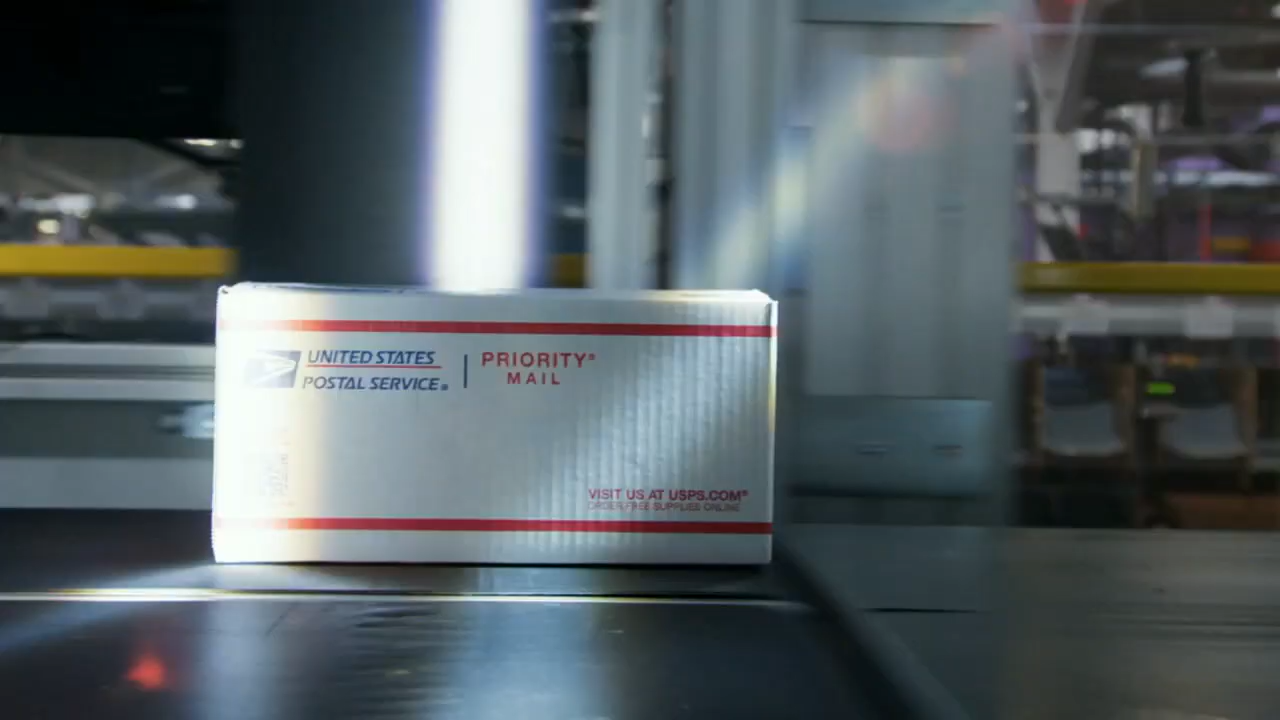 UNITED STATES
POSTAL SERVICE®
PRIORITY®
MAIL
VISIT US AT USPS.COM®
ORDER FREE SUPPLIES ONLINE